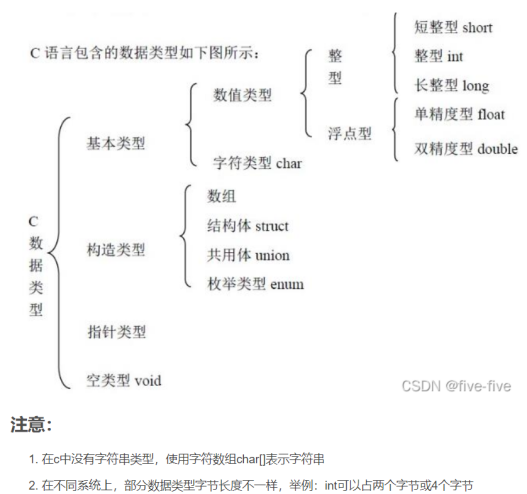 C 语言包含的数据类型如下图所示：
C数据类型
基本类型
数值类型
整型
短整型 short
整型 int
长整型 long
浮点型
单精度型 float
双精度型 double
字符类型 char
构造类型
数组
结构体 struct
共用体 union
枚举类型 enum
指针类型
空类型 void
CSDN @five-five
注意：
1. 在c中没有字符串类型，使用字符数组char[]表示字符串
2. 在不同系统上，部分数据类型字节长度不一样，举例：int可以占两个字节或4个字节